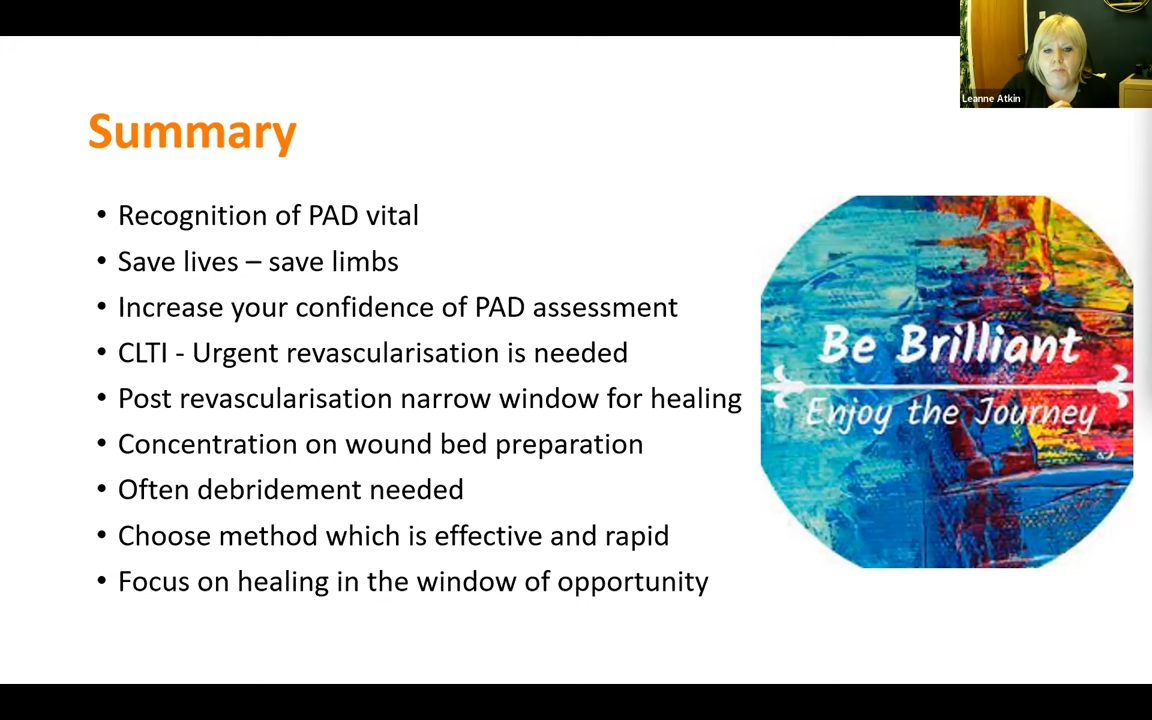 Leanne Atkin
Summary
• Recognition of PAD vital
• Save lives – save limbs
• Increase your confidence of PAD assessment
• CLTI - Urgent revascularisation is needed
• Post revascularisation narrow window for healing
• Concentration on wound bed preparation
• Often debridement needed
• Choose method which is effective and rapid
• Focus on healing in the window of opportunity
Be Brilliant
Enjoy the Journey